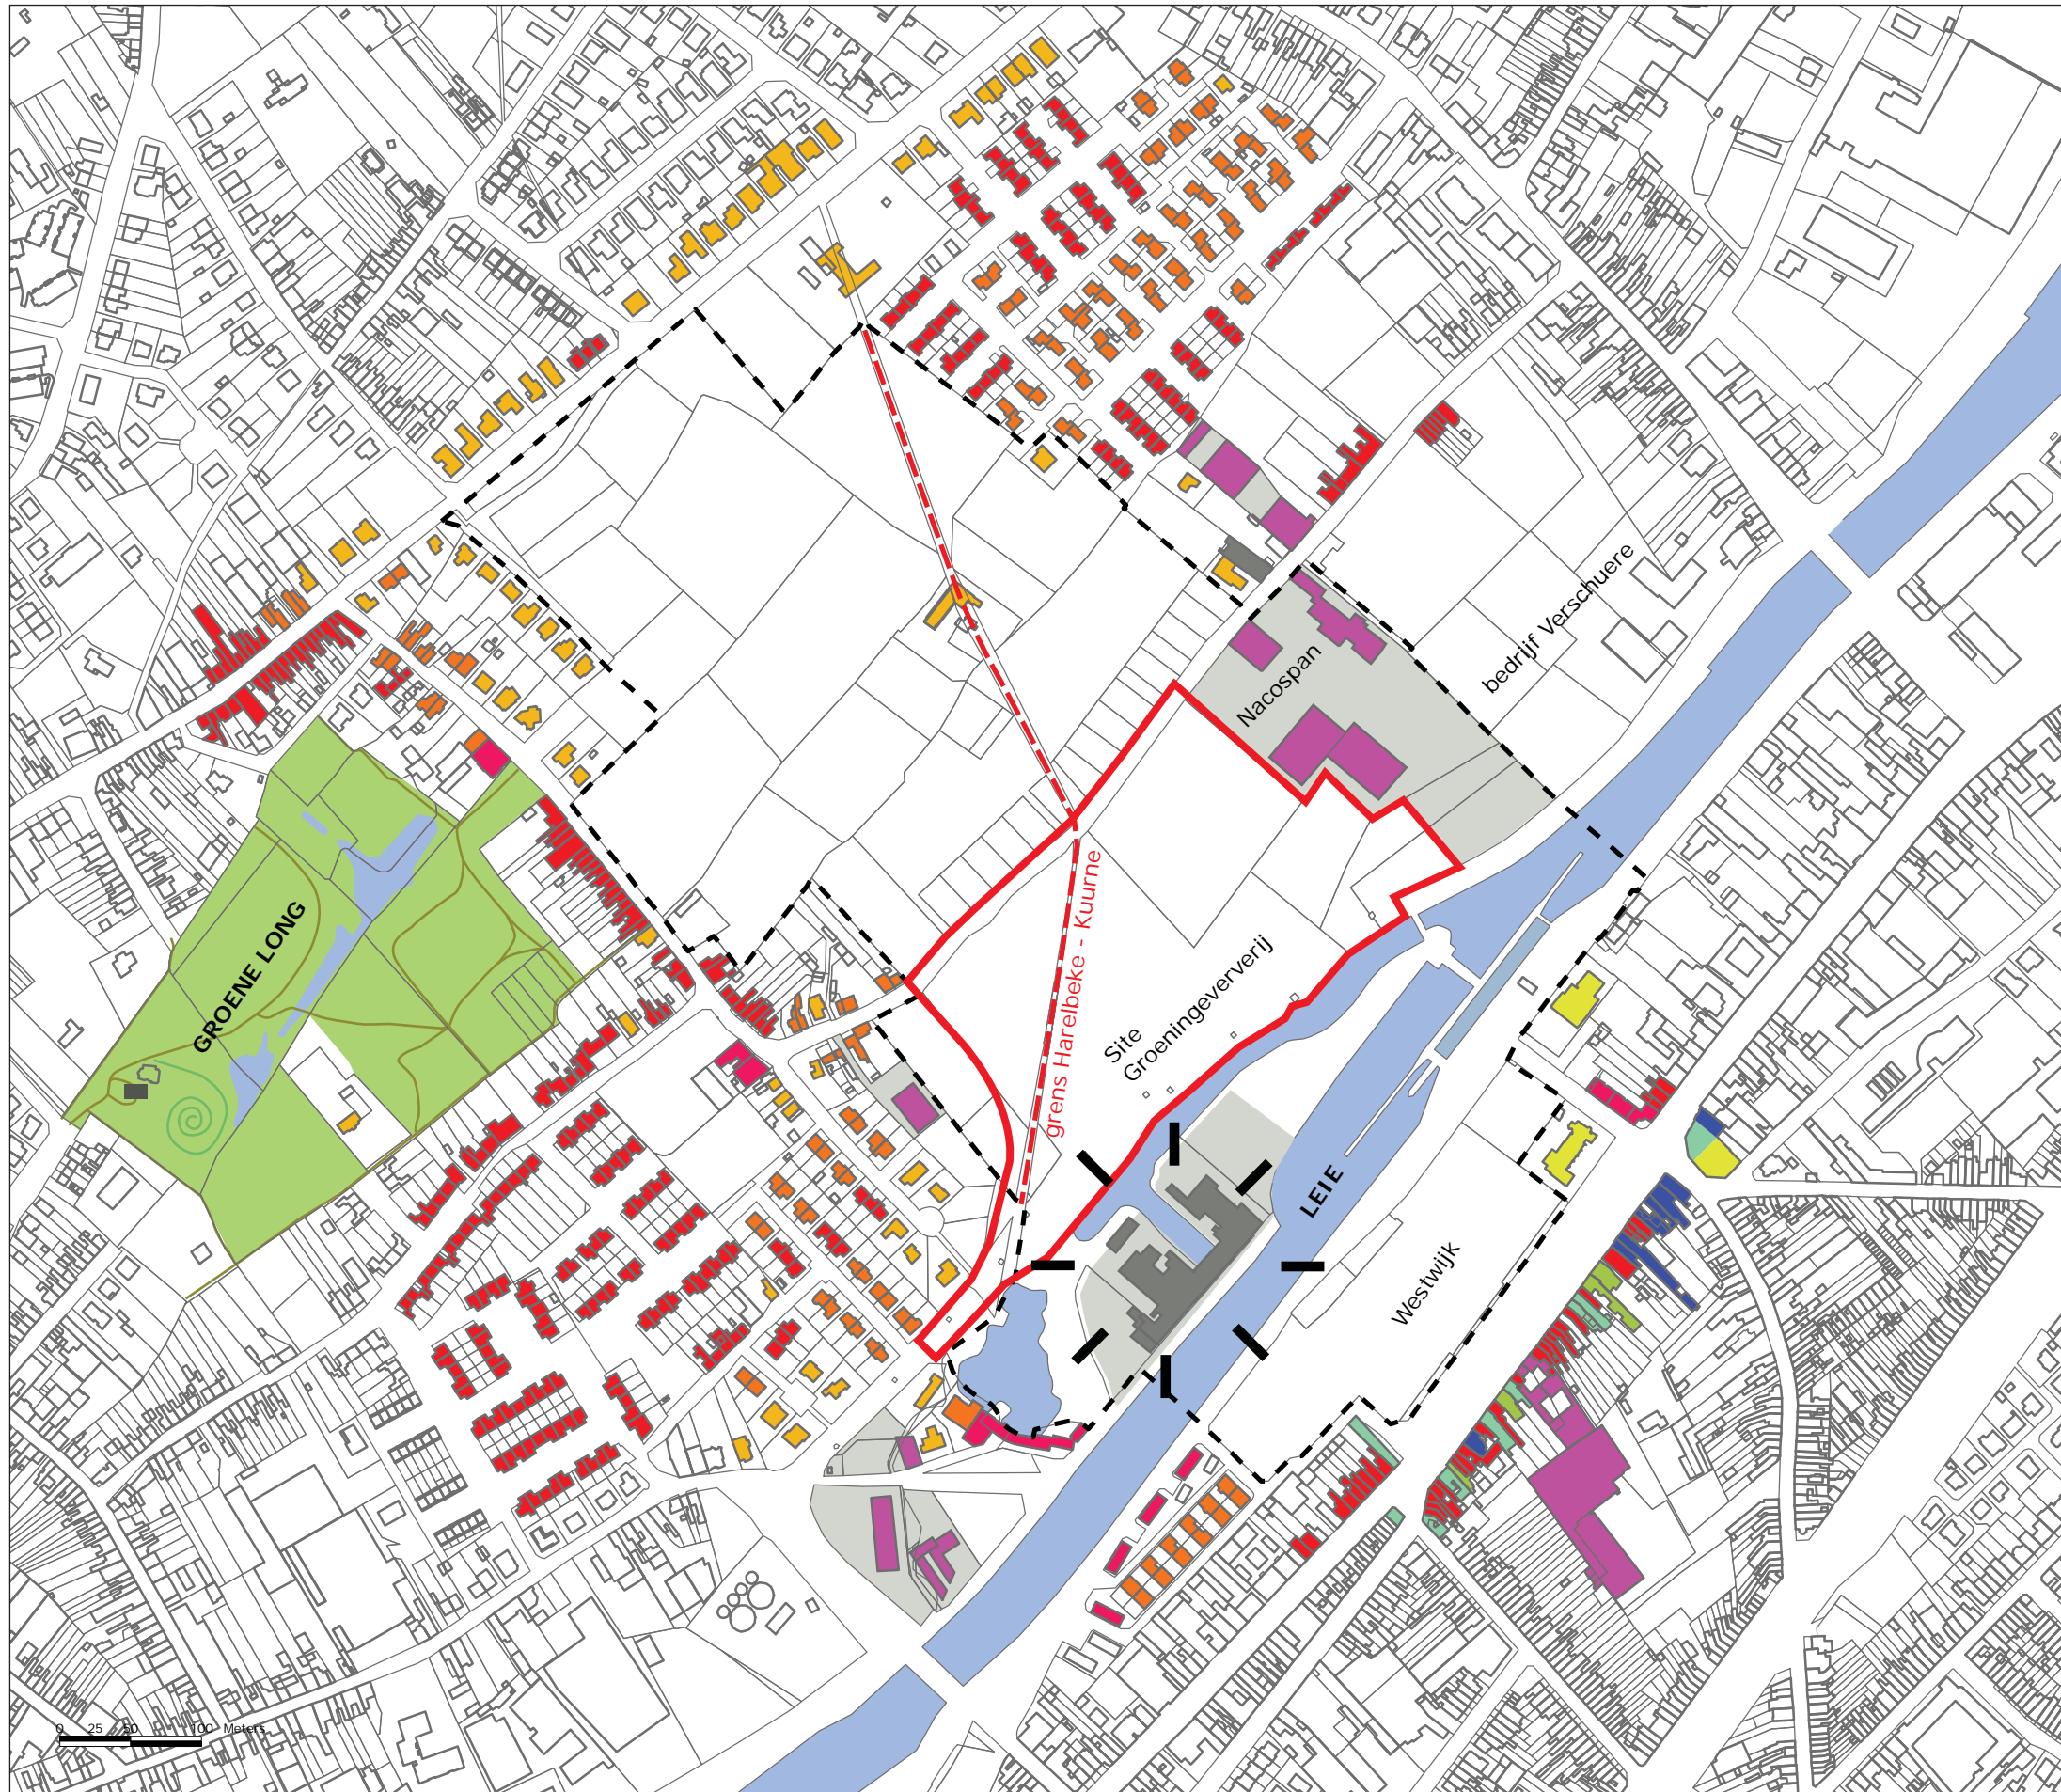 bedrijf Verschuere
Nacospan
grens Harelbeke - Kuurne
GROENE LONG
Site
Groeningeververij
LEIE
Westwijk
0 25 50 100 Meters